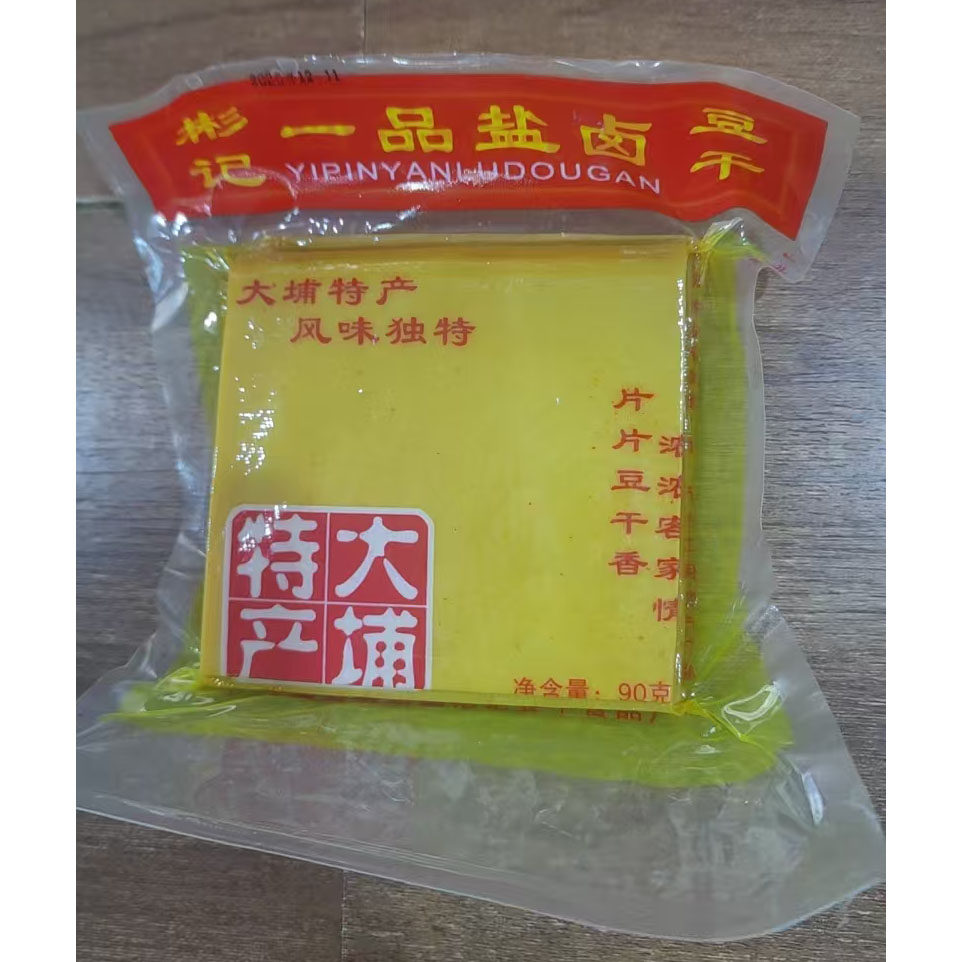 彬记
一品盐卤
豆干
YIPINYANLUDOUGAN
大埔特产
风味独特
片片豆干香
浓浓客家情
大埔
特产
净含量：90克